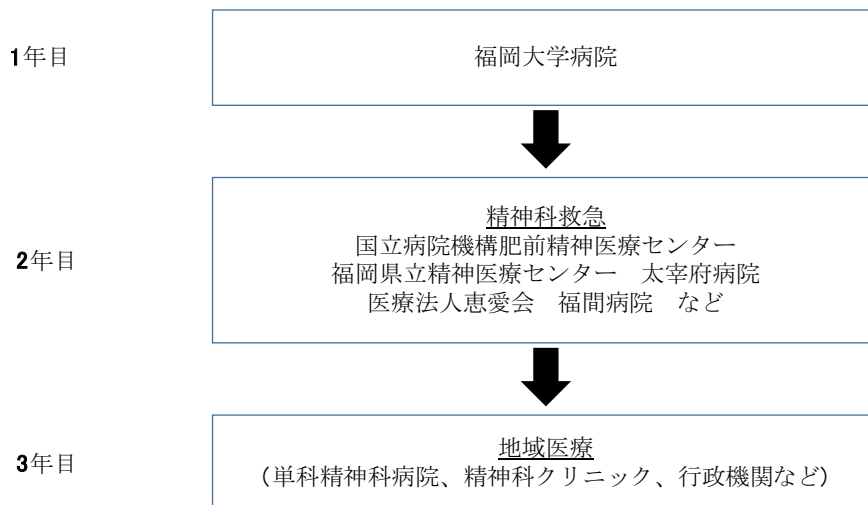 1年目
福岡大学病院
2年目
精神科救急
国立病院機構肥前精神医療センター
福岡県立精神医療センター　太宰府病院
医療法人恵愛会　福間病院　など
3年目
地域医療
（単科精神科病院、精神科クリニック、行政機関など）